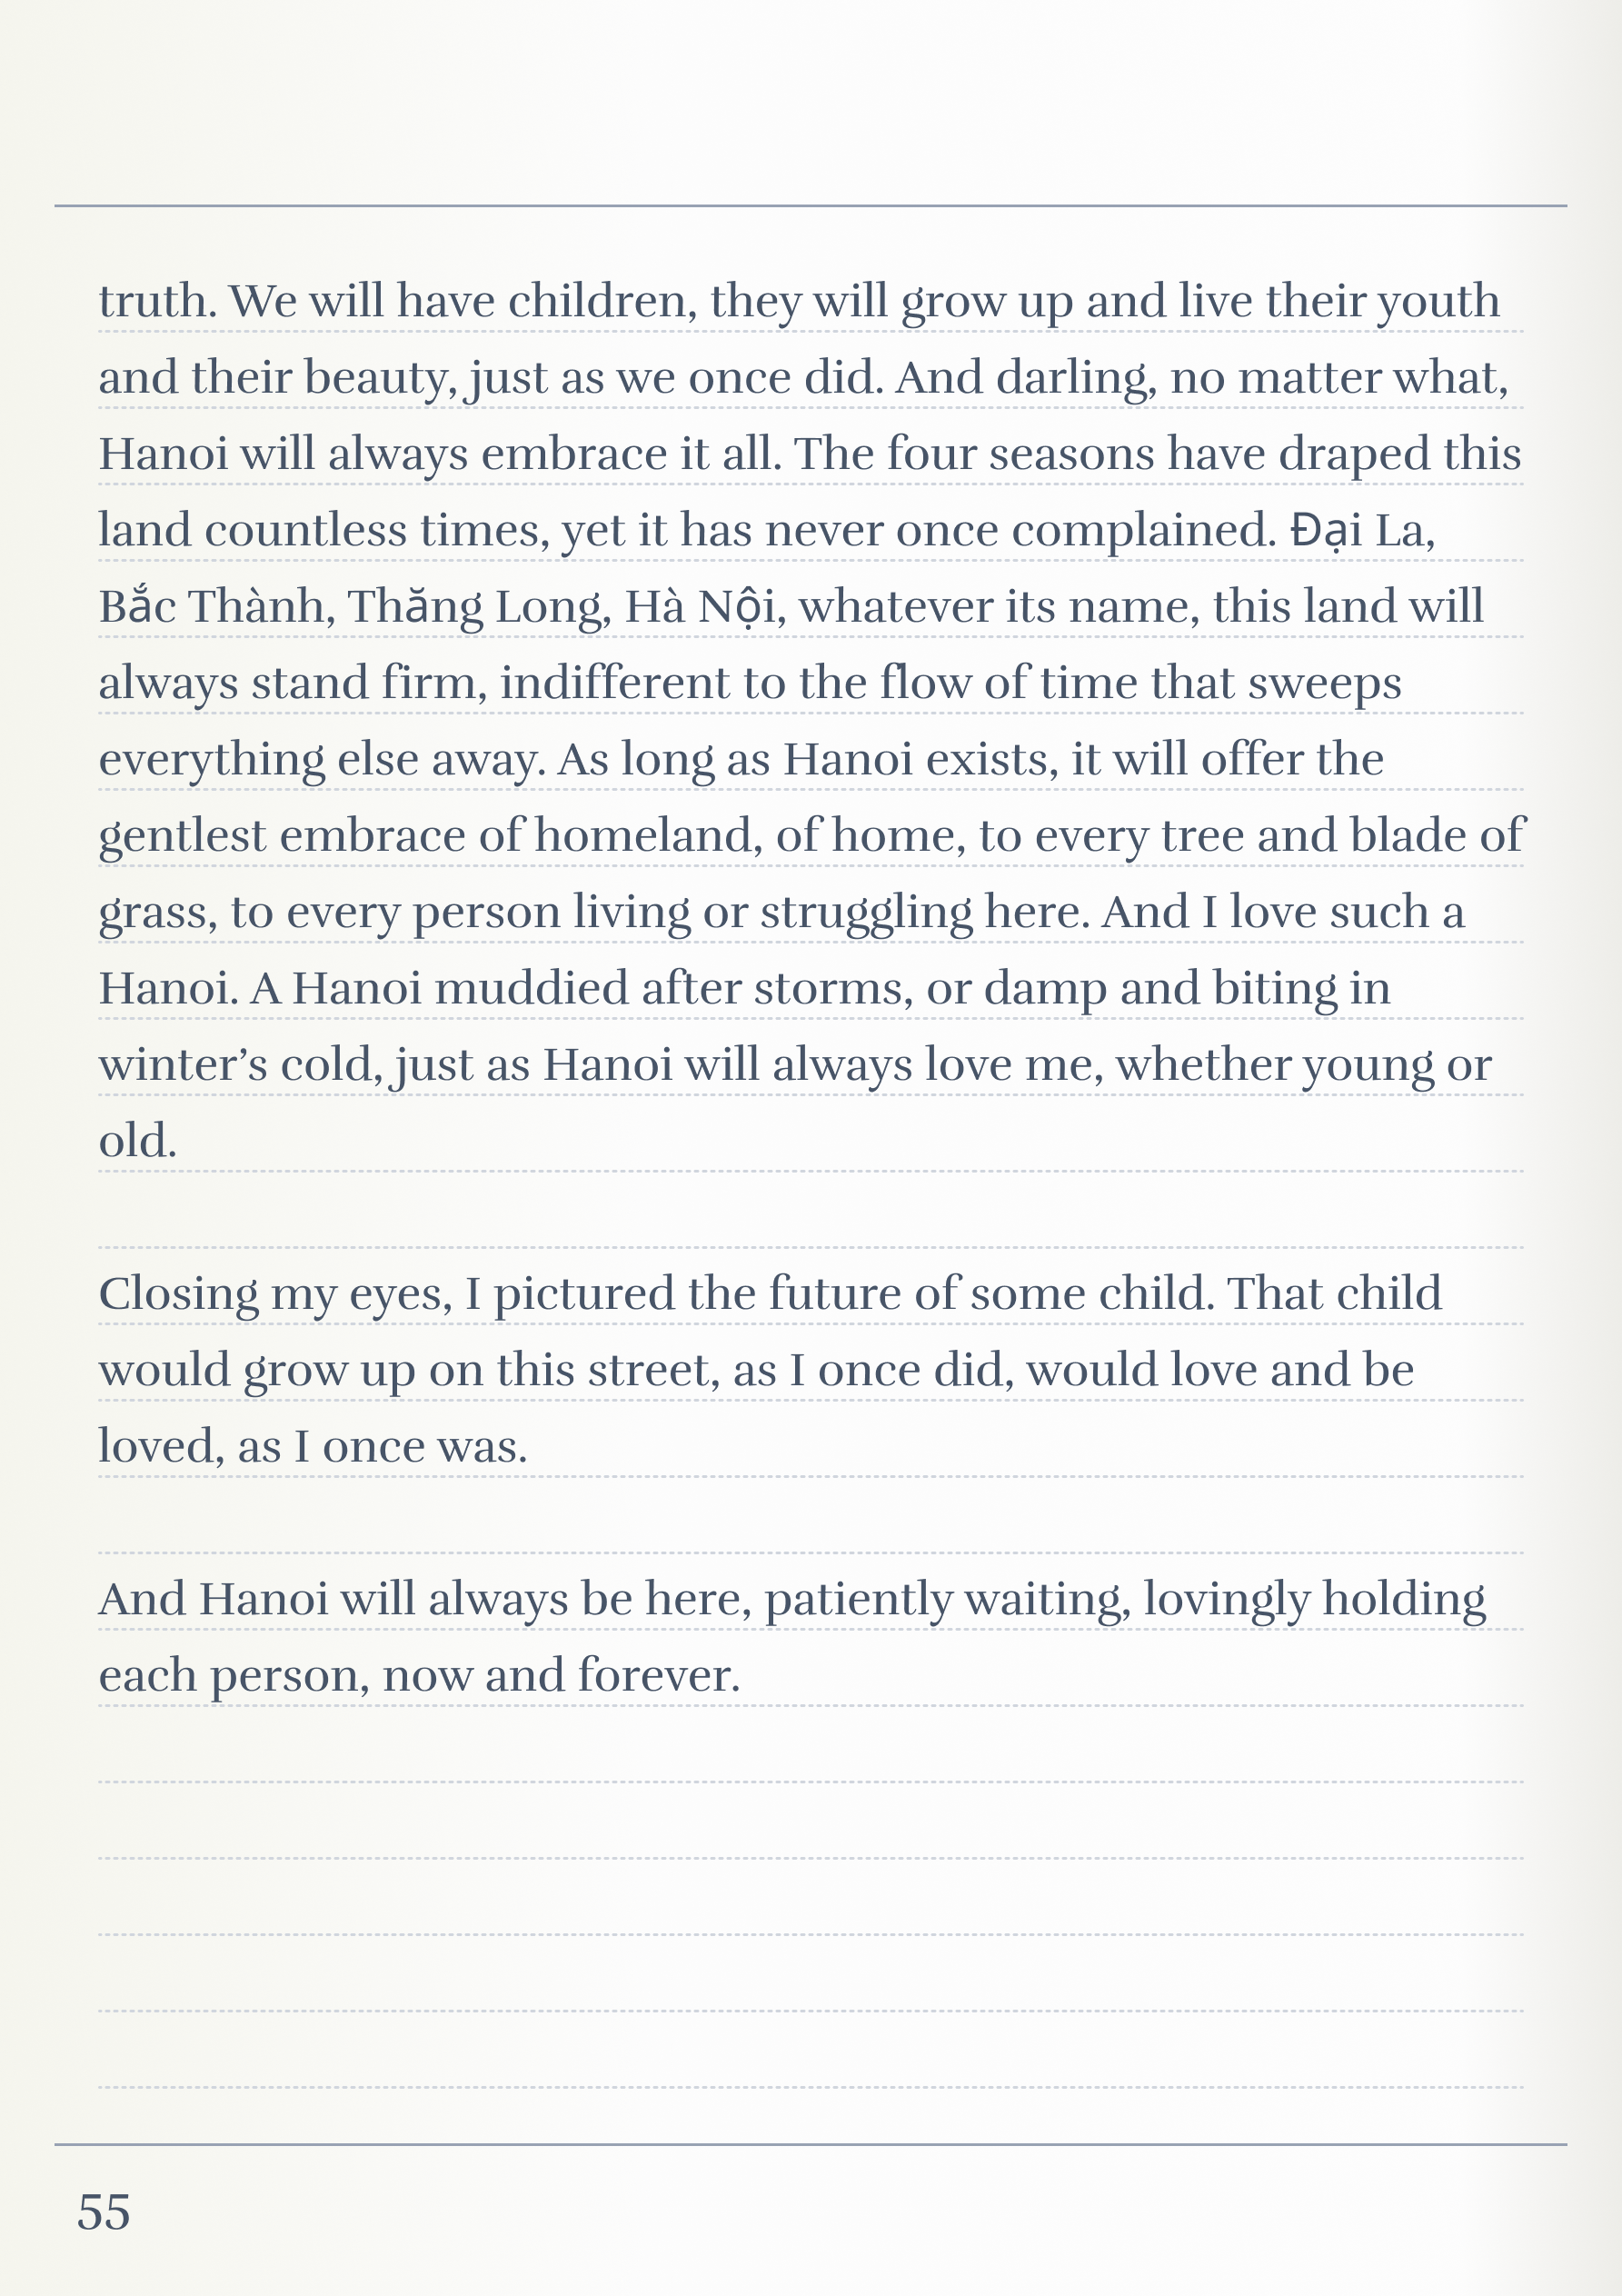 truth. We will have children, they will grow up and live their youth
and their beauty, just as we once did. And darling, no matter what,
Hanoi will always embrace it all. The four seasons have draped this
land countless times, yet it has never once complained. Đại La,
Bắc Thành, Thăng Long, Hà Nội, whatever its name, this land will
always stand firm, indifferent to the flow of time that sweeps
everything else away. As long as Hanoi exists, it will offer the
gentlest embrace of homeland, of home, to every tree and blade of
grass, to every person living or struggling here. And I love such a
Hanoi. A Hanoi muddied after storms, or damp and biting in
winter’s cold, just as Hanoi will always love me, whether young or
old.
Closing my eyes, I pictured the future of some child. That child
would grow up on this street, as I once did, would love and be
loved, as I once was.
And Hanoi will always be here, patiently waiting, lovingly holding
each person, now and forever.
55